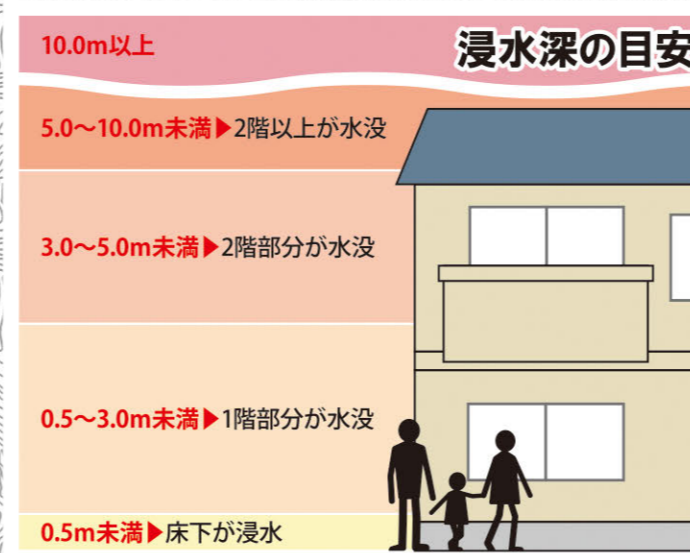 10.0m以上
浸水深の目安
5.0〜10.0m未満▶2階以上が水没
3.0〜5.0m未満▶2階部分が水没
0.5〜3.0m未満▶1階部分が水没
0.5m未満▶床下が浸水